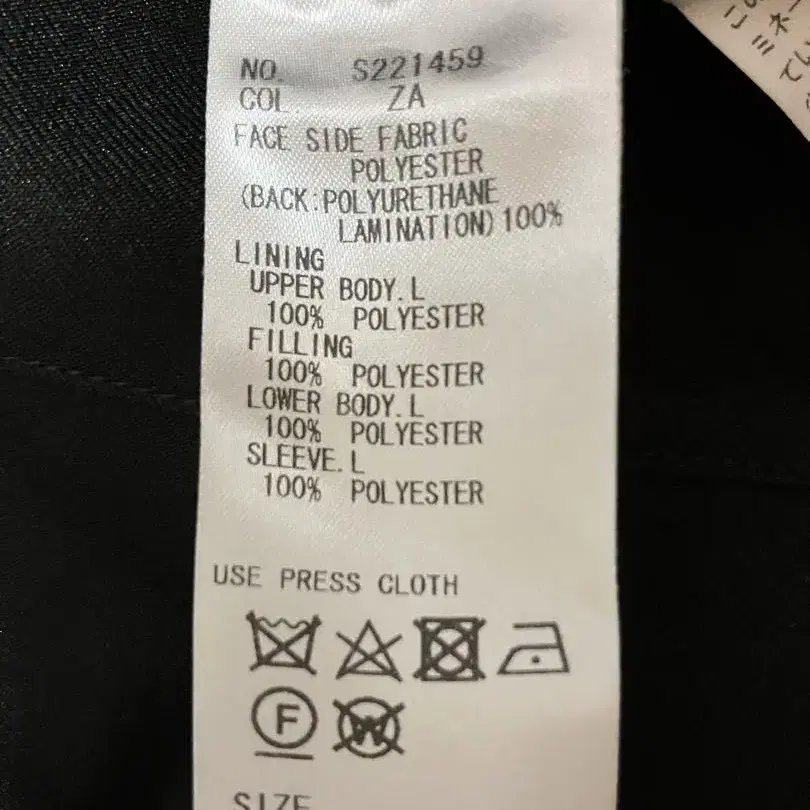 NO. S221459
COL. ZA
FACE SIDE FABRIC
POLYESTER
(BACK:POLYURETHANE
LAMINATION)100%
LINING
UPPER BODY.L
100% POLYESTER
FILLING
100% POLYESTER
LOWER BODY.L
100% POLYESTER
SLEEVE.L
100% POLYESTER
USE PRESS CLOTH
F
W
SIZE